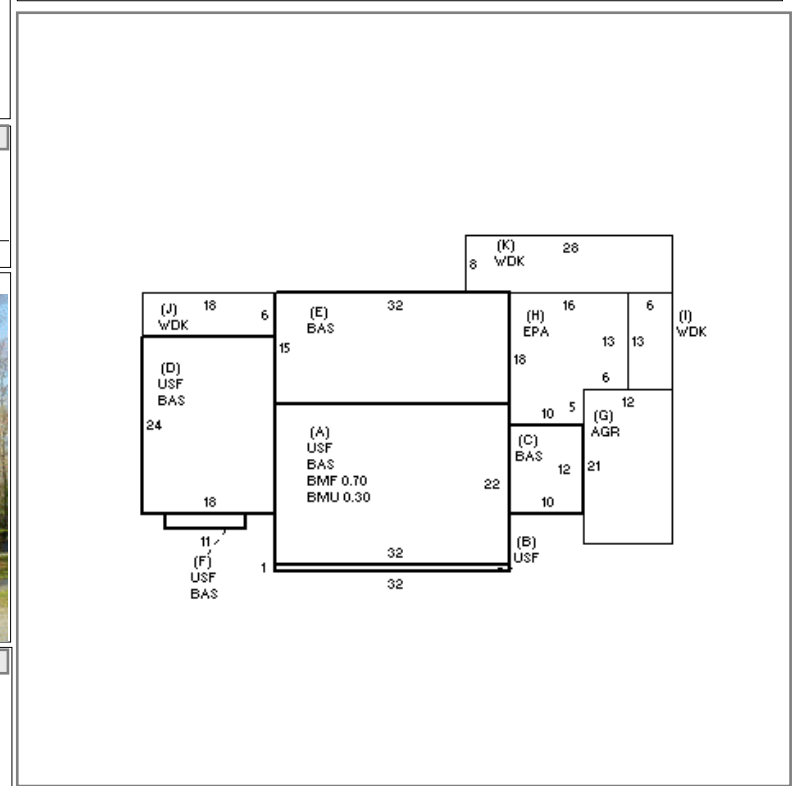 (K) 28
8 WDK
(J) 18 6
WDK
(E) 32
BAS
15
(H) 16
EPA
13
18
6
6 (I)
WDK
13
(D)
USF
BAS
24
18
(A)
USF
BAS
BMF 0.70
BMU 0.30
22
32
10 5
(C)
BAS
12
10
12
(G)
AGR
21
(B)
USF
11
(F)
USF
BAS
1
32